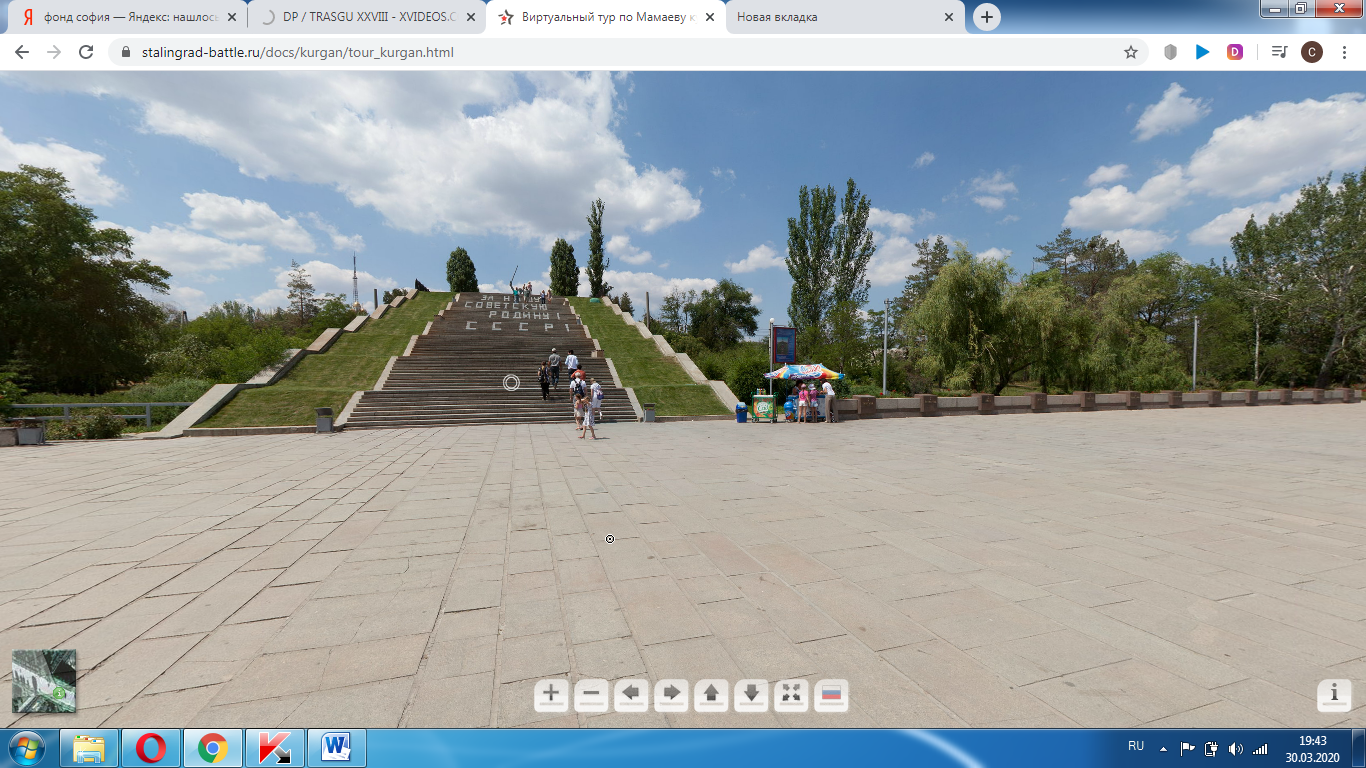 фонд софия — Яндекс: нашлось
DP / TRASGU XXVIII - XVIDEOS.C
Виртуальный тур по Мамаеву к
Новая вкладка
stalingrad-battle.ru/docs/kurgan/tour_kurgan.html
C
СОВЕТСКУЮ
РОДИНУ!
СССР!
RU
19:43
30.03.2020